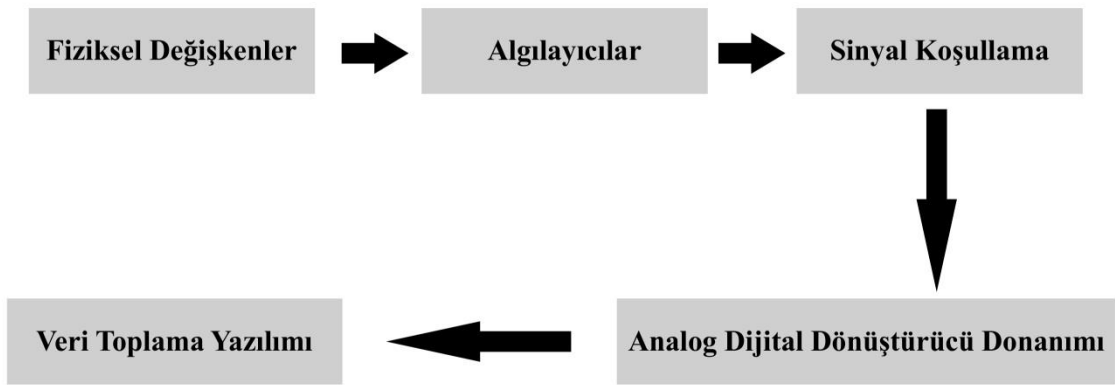 Fiziksel Değişkenler
Algılayıcılar
Sinyal Koşullama
Analog Dijital Dönüştürücü Donanımı
Veri Toplama Yazılımı